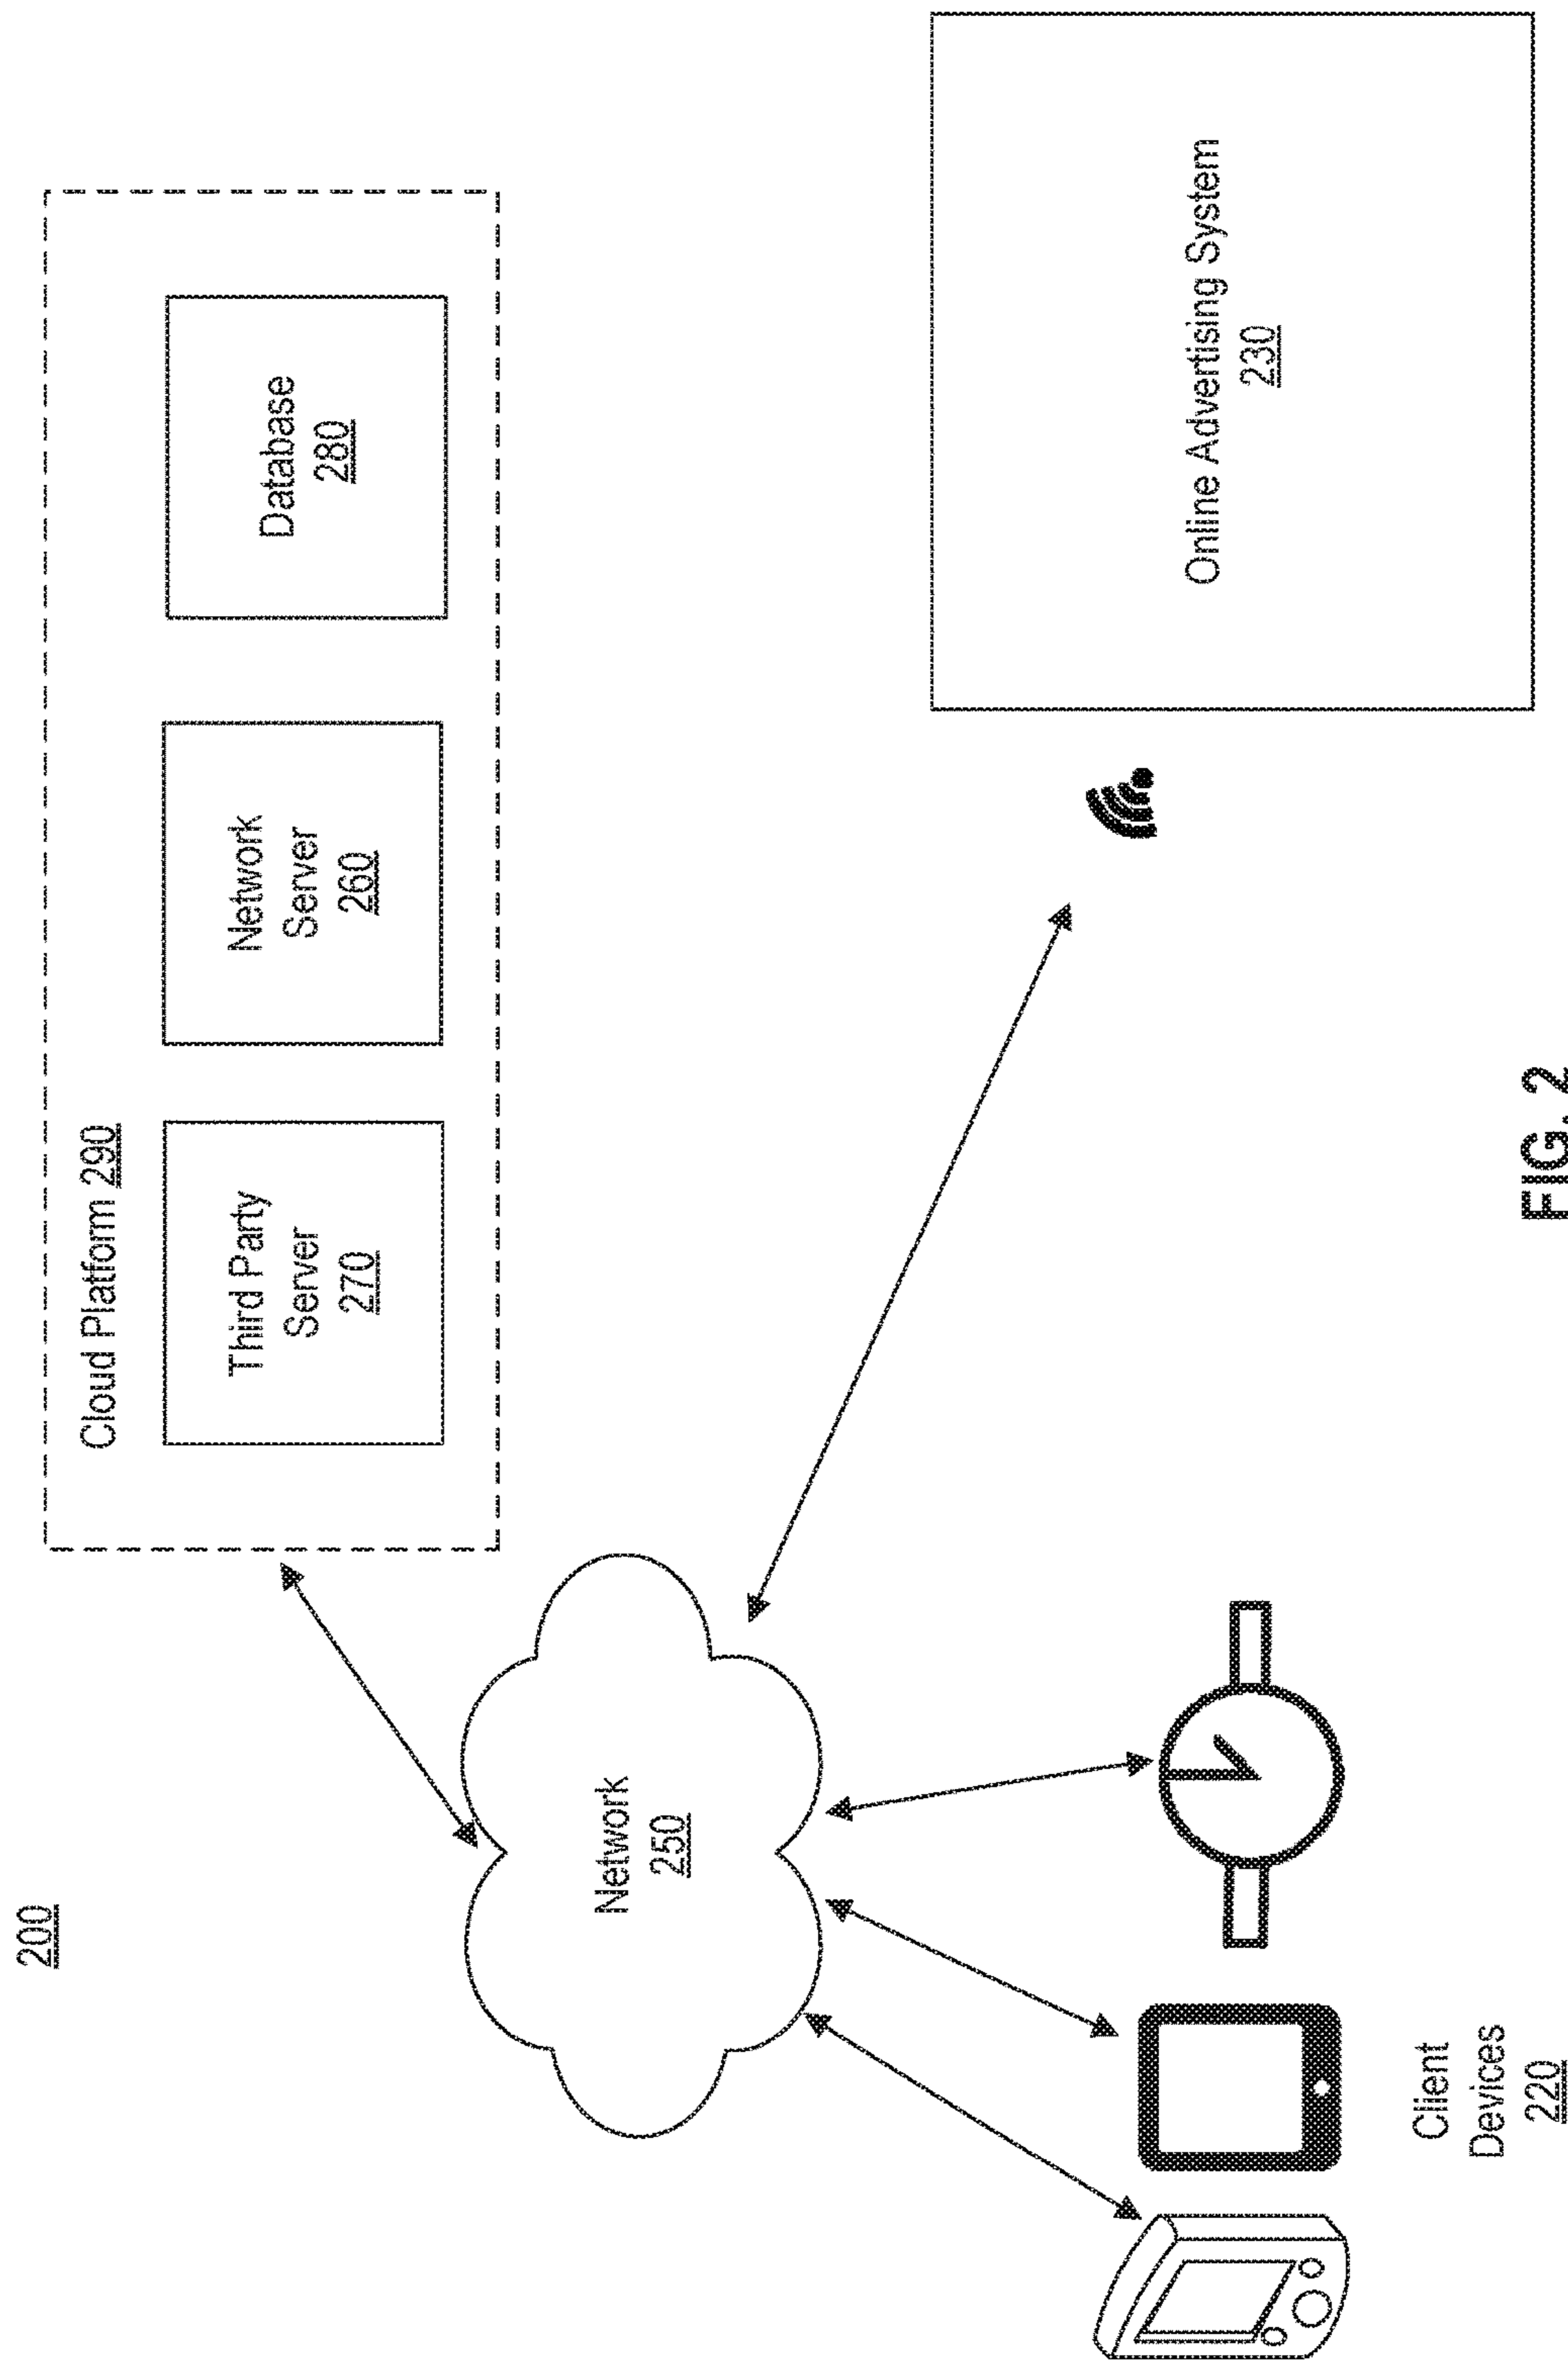 200
Cloud Platform 290
Third Party
Server
270
Network
Server
260
Database
280
Network
250
Online Advertising System
230
Client
Devices
220
FIG. 2